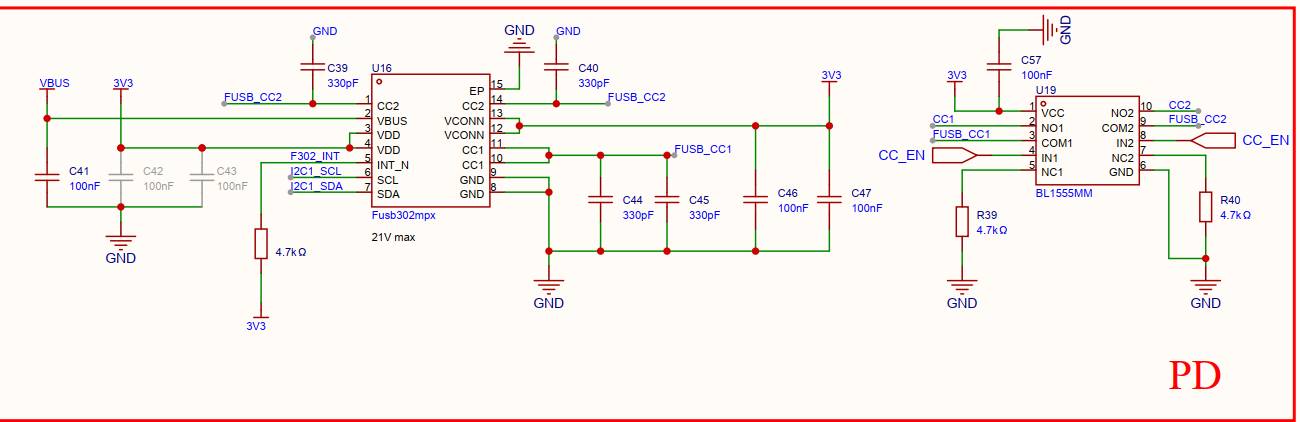 GND
GND
GND
GND
C39
330pF
U16
C40
330pF
C57
100nF
VBUS
3V3
3V3
3V3
U19
FUSB_CC2
FUSB_CC2
1 CC2
2 VBUS
3 VDD
4 VDD
5 INT_N
6 SCL
7 SDA
EP 15
CC2 14
VCONN 13
VCONN 12
CC1 11
CC1 10
GND 9
GND 8
F302_INT
I2C1_SCL
I2C1_SDA
FUSB_CC1
Fusb302mpx
21V max
C41
100nF
C42
100nF
C43
100nF
GND
4.7kΩ
3V3
C44
330pF
C45
330pF
C46
100nF
C47
100nF
GND
CC1
FUSB_CC1
CC_EN
1 VCC
2 NO1
3 COM1
4 IN1
5 NC1
NO2 10
COM2 9
IN2 8
NC2 7
GND 6
CC2
FUSB_CC2
CC_EN
BL1555MM
R39
4.7kΩ
R40
4.7kΩ
GND
GND
PD